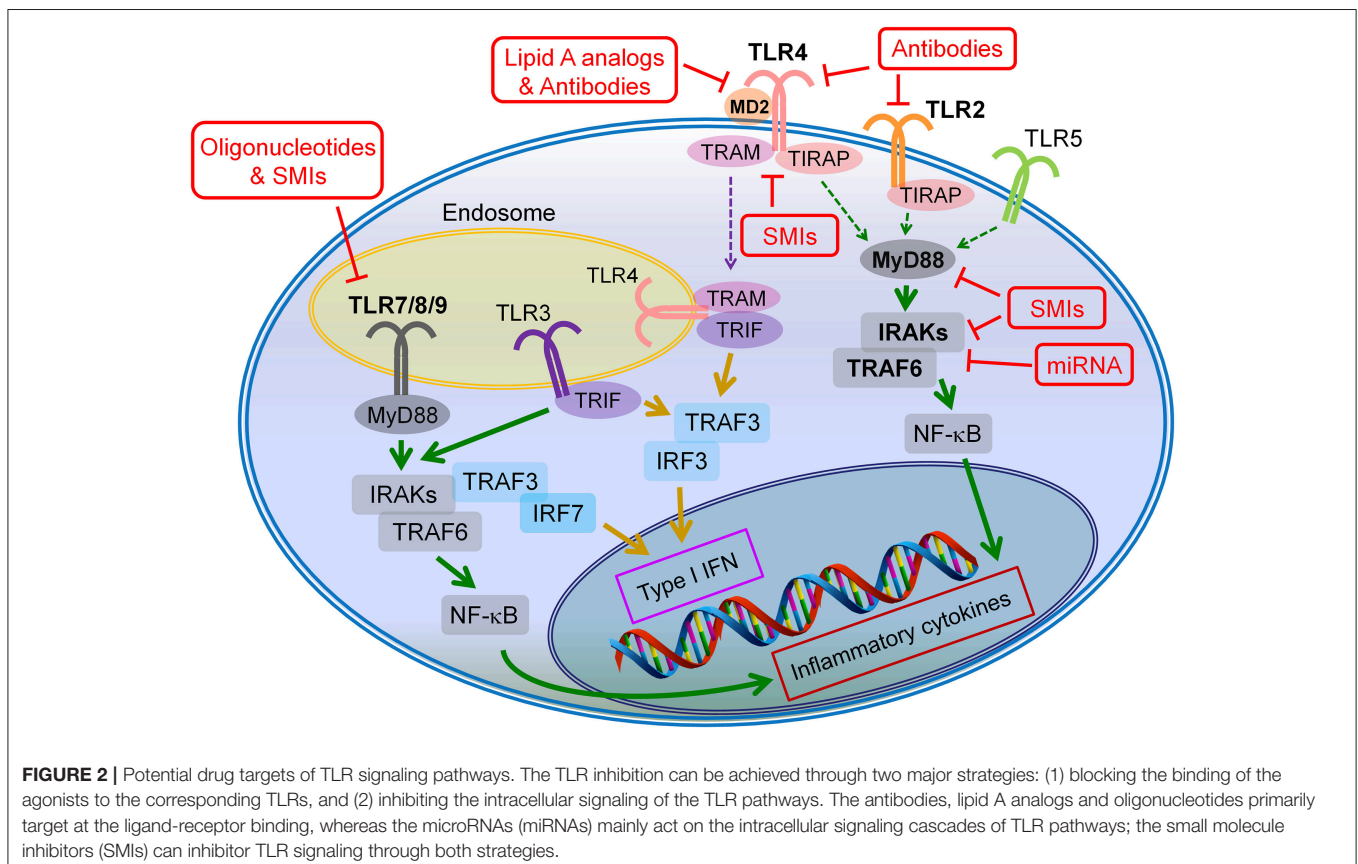 Lipid A analogs
& Antibodies
TLR4
Antibodies
MD2
TLR2
TLR5
Oligonucleotides
& SMIs
TRAM
TIRAP
TIRAP
Endosome
SMIs
MyD88
TLR4
TLR7/8/9
TLR3
TRAM
TRIF
SMIs
IRAKs
TRAF6
miRNA
MyD88
TRIF
TRAF3
IRF3
NF-κB
IRAKs
TRAF3
TRAF6
IRF7
Type I IFN
NF-κB
Inflammatory cytokines
FIGURE 2 | Potential drug targets of TLR signaling pathways. The TLR inhibition can be achieved through two major strategies: (1) blocking the binding of the
agonists to the corresponding TLRs, and (2) inhibiting the intracellular signaling of the TLR pathways. The antibodies, lipid A analogs and oligonucleotides primarily
target at the ligand-receptor binding, whereas the microRNAs (miRNAs) mainly act on the intracellular signaling cascades of TLR pathways; the small molecule
inhibitors (SMIs) can inhibitor TLR signaling through both strategies.